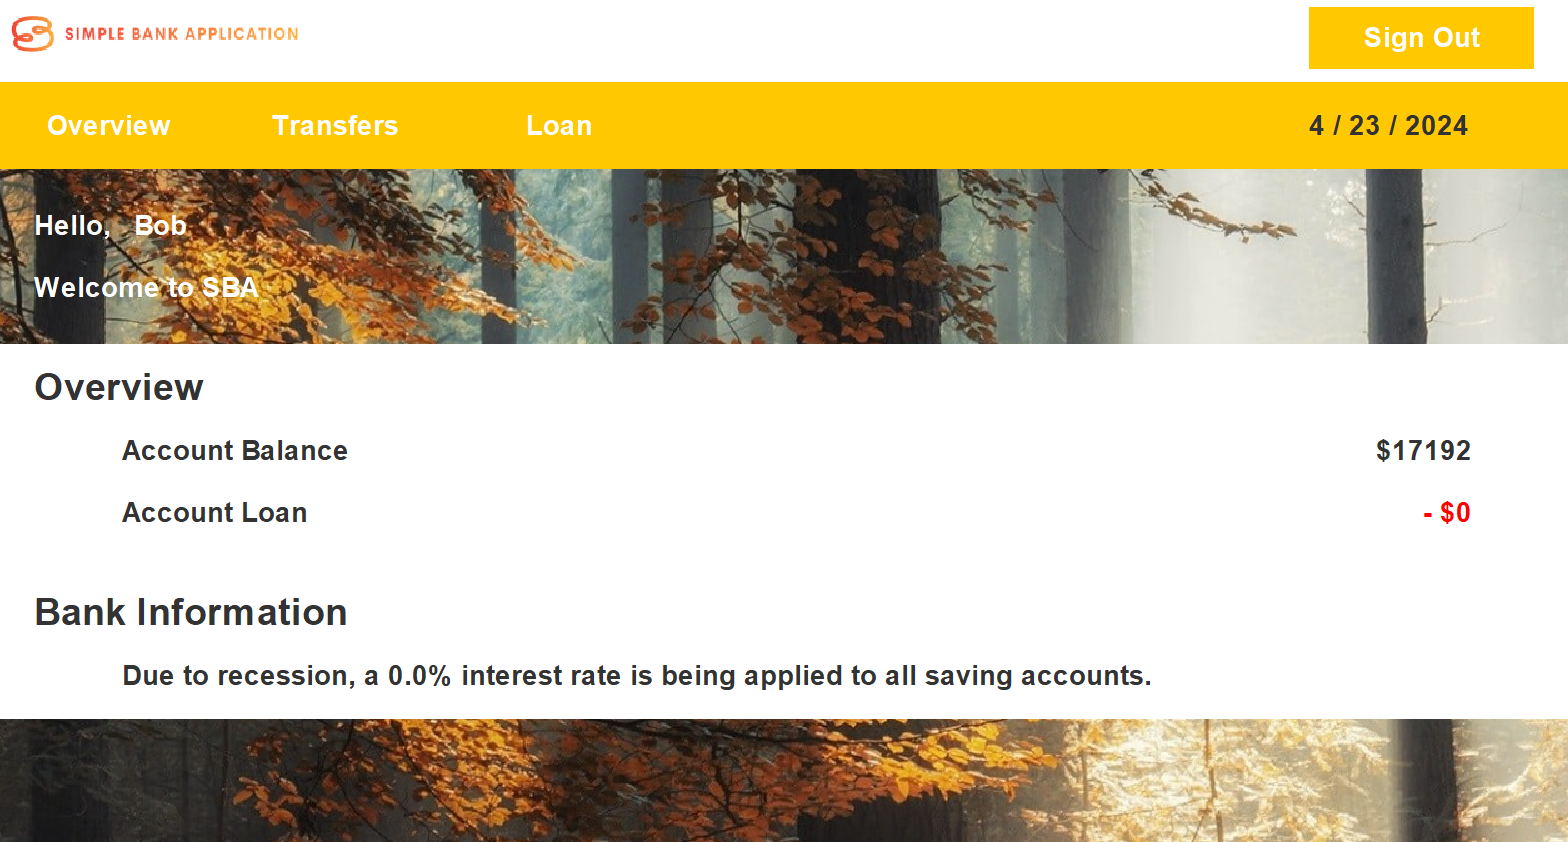 SIMPLE BANK APPLICATION
Sign Out
Overview Transfers Loan 4 / 23 / 2024
Hello, Bob
Welcome to SBA
Overview
Account Balance $17192
Account Loan - $0
Bank Information
Due to recession, a 0.0% interest rate is being applied to all saving accounts.